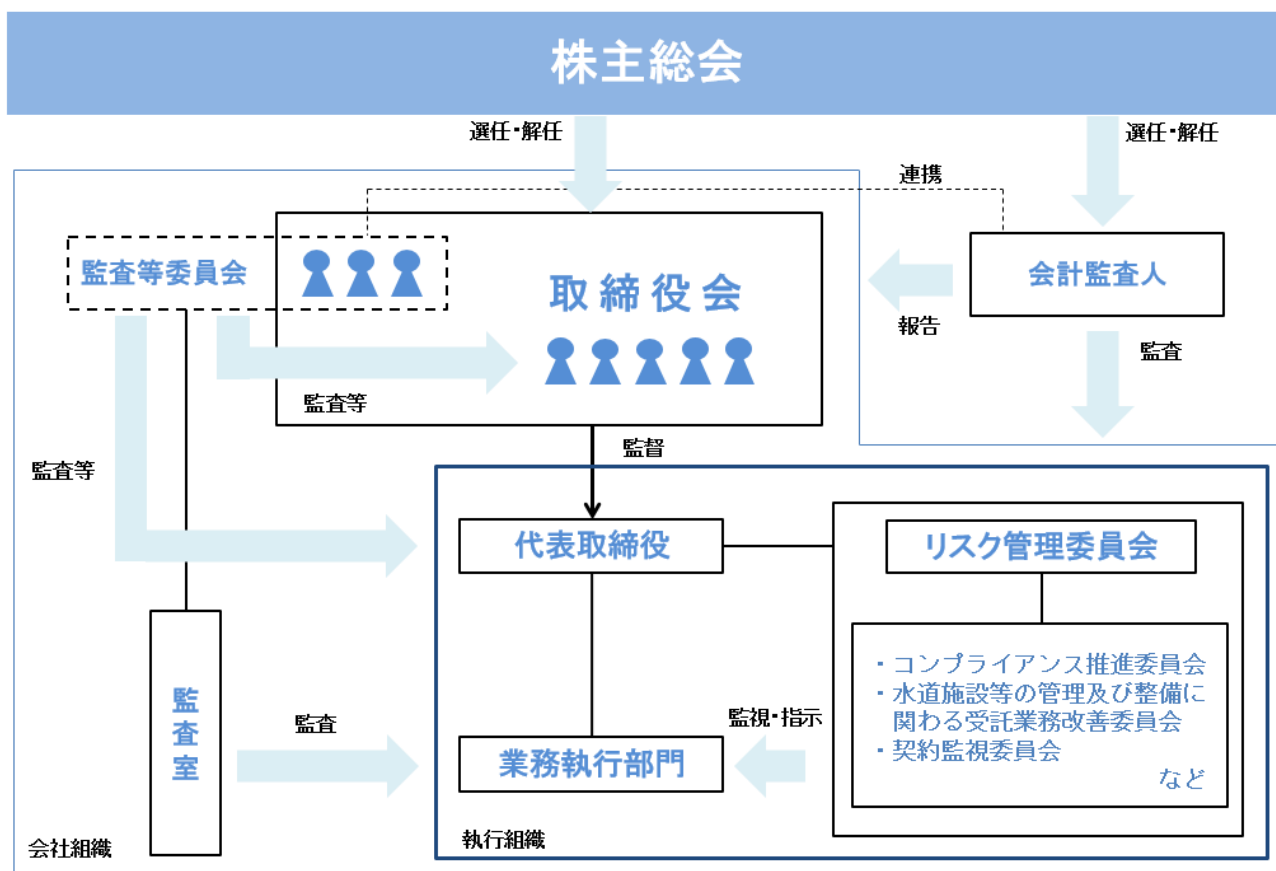 株主総会
選任・解任
選任・解任
連携
監査等委員会
取締役会
会計監査人
報告
監査
監査等
監督
監査等
代表取締役
リスク管理委員会
・コンプライアンス推進委員会
・水道施設等の管理及び整備に
関わる受託業務改善委員会
・契約監視委員会
など
監査室
監査
監視・指示
業務執行部門
執行組織
会社組織